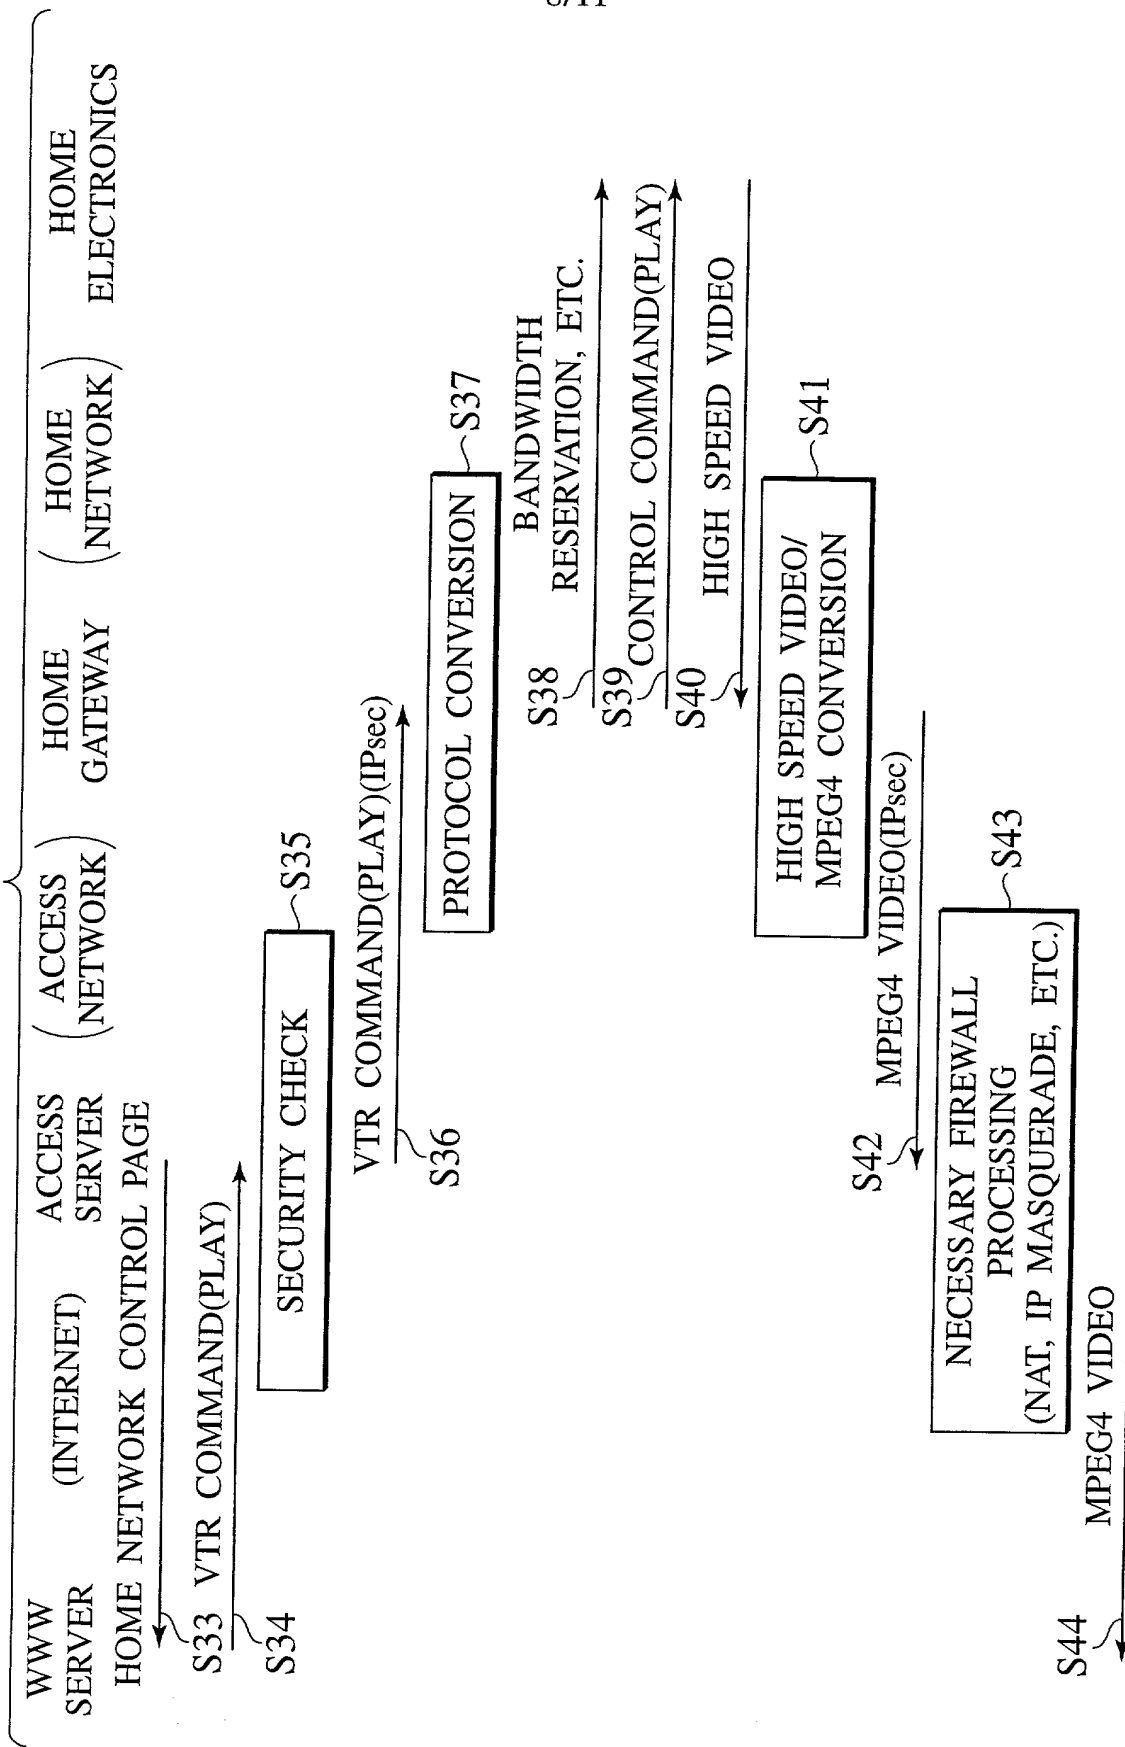 WWW
SERVER
(INTERNET)
ACCESS
SERVER
(ACCESS
NETWORK)
HOME
GATEWAY
(HOME
NETWORK)
HOME
ELECTRONICS
HOME NETWORK CONTROL PAGE
S33
VTR COMMAND(PLAY)
S34
SECURITY CHECK
S35
VTR COMMAND(PLAY)(IPsec)
S36
PROTOCOL CONVERSION
S37
BANDWIDTH
RESERVATION, ETC.
S38
CONTROL COMMAND(PLAY)
S39
HIGH SPEED VIDEO
S40
HIGH SPEED VIDEO/
MPEG4 CONVERSION
S41
MPEG4 VIDEO(IPsec)
S42
NECESSARY FIREWALL
PROCESSING
(NAT, IP MASQUERADE, ETC.)
S43
MPEG4 VIDEO
S44